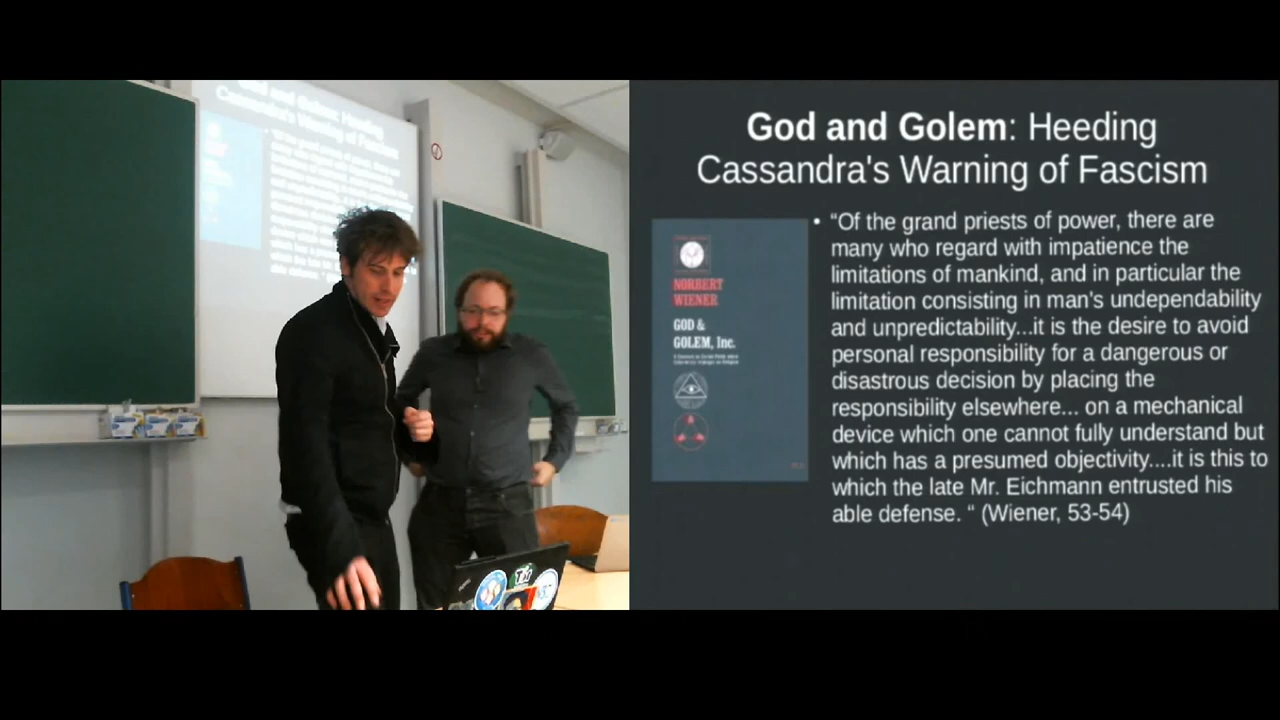 God and Golem: Heeding
Cassandra's Warning of Fascism
NORBERT
WIENER
GOD &
GOLEM, Inc.
• “Of the grand priests of power, there are
many who regard with impatience the
limitations of mankind, and in particular the
limitation consisting in man's undependability
and unpredictability...it is the desire to avoid
personal responsibility for a dangerous or
disastrous decision by placing the
responsibility elsewhere... on a mechanical
device which one cannot fully understand but
which has a presumed objectivity....it is this to
which the late Mr. Eichmann entrusted his
able defense. “ (Wiener, 53-54)